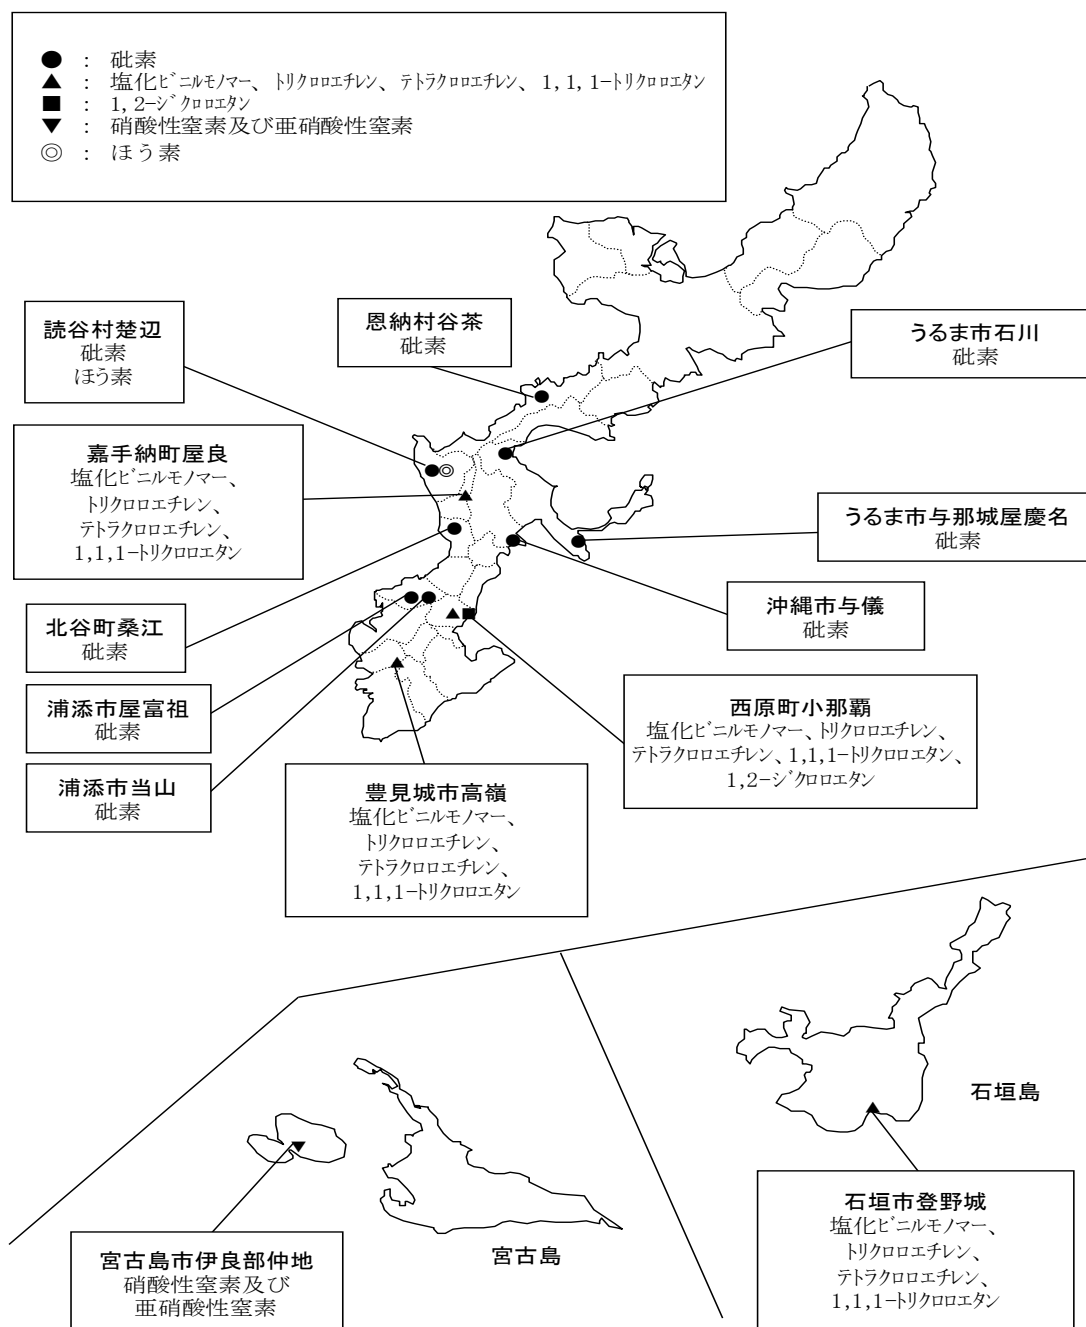 ● : 砒素
▲ : 塩化ﾋﾞﾆﾙﾓﾉﾏｰ、ﾄﾘｸﾛﾛｴﾁﾚﾝ、ﾃﾄﾗｸﾛﾛｴﾁﾚﾝ、1,1,1-ﾄﾘｸﾛﾛｴﾀﾝ
■ : 1,2-ｼﾞｸﾛﾛｴﾀﾝ
▼ : 硝酸性窒素及び亜硝酸性窒素
◎ : ほう素
読谷村楚辺
砒素
ほう素
恩納村谷茶
砒素
うるま市石川
砒素
嘉手納町屋良
塩化ﾋﾞﾆﾙﾓﾉﾏｰ、
ﾄﾘｸﾛﾛｴﾁﾚﾝ、
ﾃﾄﾗｸﾛﾛｴﾁﾚﾝ、
1,1,1-ﾄﾘｸﾛﾛｴﾀﾝ
うるま市与那城屋慶名
砒素
沖縄市与儀
砒素
北谷町桑江
砒素
浦添市屋富祖
砒素
浦添市当山
砒素
西原町小那覇
塩化ﾋﾞﾆﾙﾓﾉﾏｰ、ﾄﾘｸﾛﾛｴﾁﾚﾝ、
ﾃﾄﾗｸﾛﾛｴﾁﾚﾝ、1,1,1-ﾄﾘｸﾛﾛｴﾀﾝ、
1,2-ｼﾞｸﾛﾛｴﾀﾝ
豊見城市高嶺
塩化ﾋﾞﾆﾙﾓﾉﾏｰ、
ﾄﾘｸﾛﾛｴﾁﾚﾝ、
ﾃﾄﾗｸﾛﾛｴﾁﾚﾝ、
1,1,1-ﾄﾘｸﾛﾛｴﾀﾝ
石垣島
石垣市登野城
塩化ﾋﾞﾆﾙﾓﾉﾏｰ、
ﾄﾘｸﾛﾛｴﾁﾚﾝ、
ﾃﾄﾗｸﾛﾛｴﾁﾚﾝ、
1,1,1-ﾄﾘｸﾛﾛｴﾀﾝ
宮古島
宮古島市伊良部仲地
硝酸性窒素及び
亜硝酸性窒素